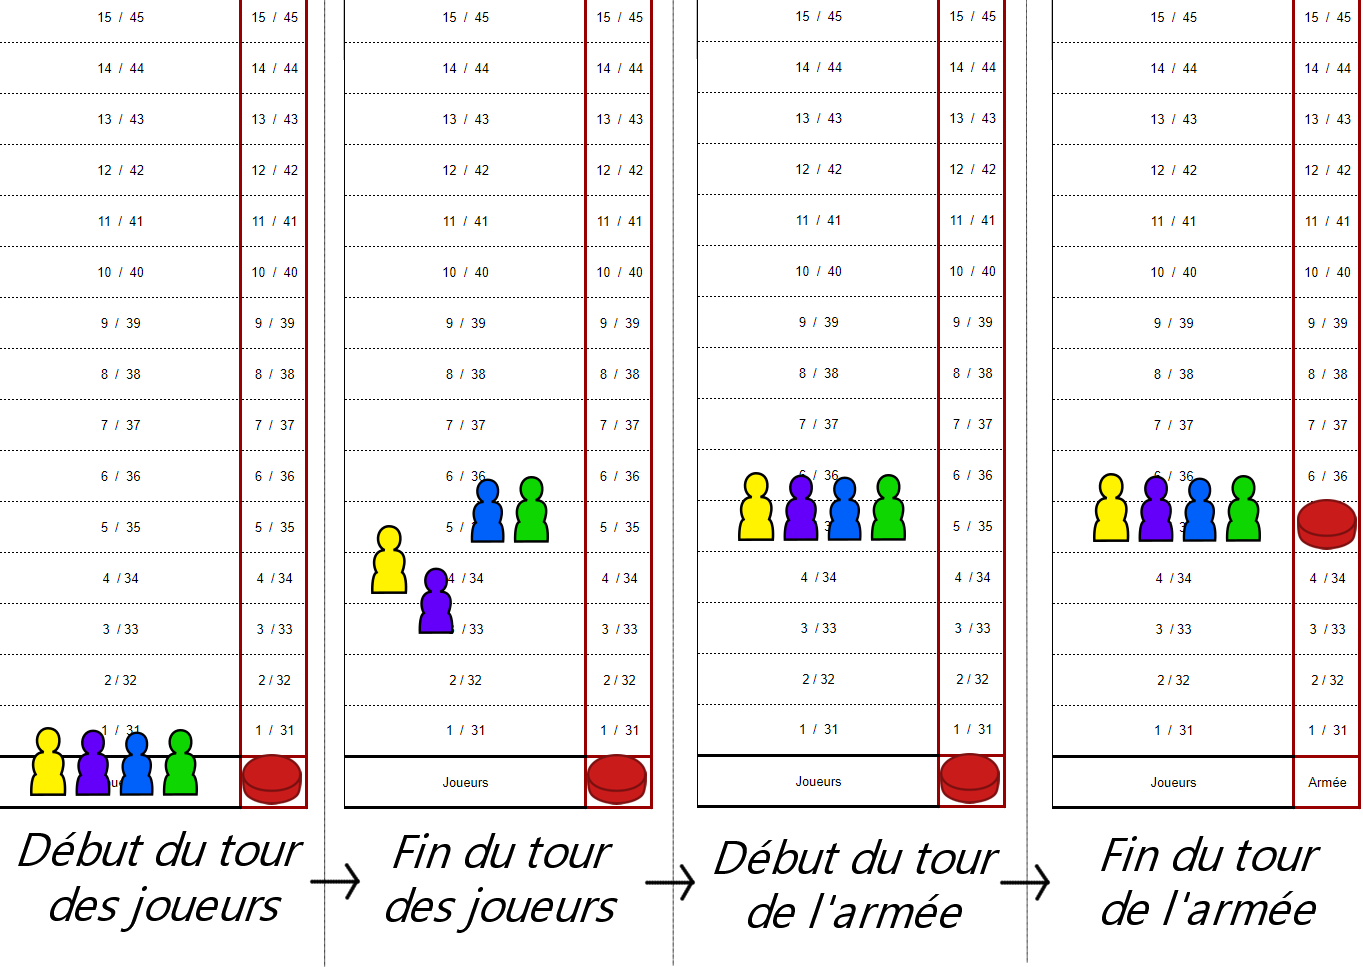 15 / 45 15 / 45
14 / 44 14 / 44
13 / 43 13 / 43
12 / 42 12 / 42
11 / 41 11 / 41
10 / 40 10 / 40
9 / 39 9 / 39
8 / 38 8 / 38
7 / 37 7 / 37
6 / 36 6 / 36
5 / 35 5 / 35
4 / 34 4 / 34
3 / 33 3 / 33
2 / 32 2 / 32
1 / 31 1 / 31
Début du tour
des joueurs
15 / 45 15 / 45
14 / 44 14 / 44
13 / 43 13 / 43
12 / 42 12 / 42
11 / 41 11 / 41
10 / 40 10 / 40
9 / 39 9 / 39
8 / 38 8 / 38
7 / 37 7 / 37
6 / 36 6 / 36
5 / 5 / 35
4 / 34 4 / 34
/ 33 3 / 33
2 / 32 2 / 32
1 / 31 1 / 31
Joueurs
Fin du tour
des joueurs
15 / 45 15 / 45
14 / 44 14 / 44
13 / 43 13 / 43
12 / 42 12 / 42
11 / 41 11 / 41
10 / 40 10 / 40
9 / 39 9 / 39
8 / 38 8 / 38
7 / 37 7 / 37
6 / 36 6 / 36
5 / 35
4 / 34 4 / 34
3 / 33 3 / 33
2 / 32 2 / 32
1 / 31 1 / 31
Joueurs
Début du tour
de l'armée
15 / 45 15 / 45
14 / 44 14 / 44
13 / 43 13 / 43
12 / 42 12 / 42
11 / 41 11 / 41
10 / 40 10 / 40
9 / 39 9 / 39
8 / 38 8 / 38
7 / 37 7 / 37
6 / 36 6 / 36
4 / 34 4 / 34
3 / 33 3 / 33
2 / 32 2 / 32
1 / 31 1 / 31
Joueurs Armée
Fin du tour
de l'armée